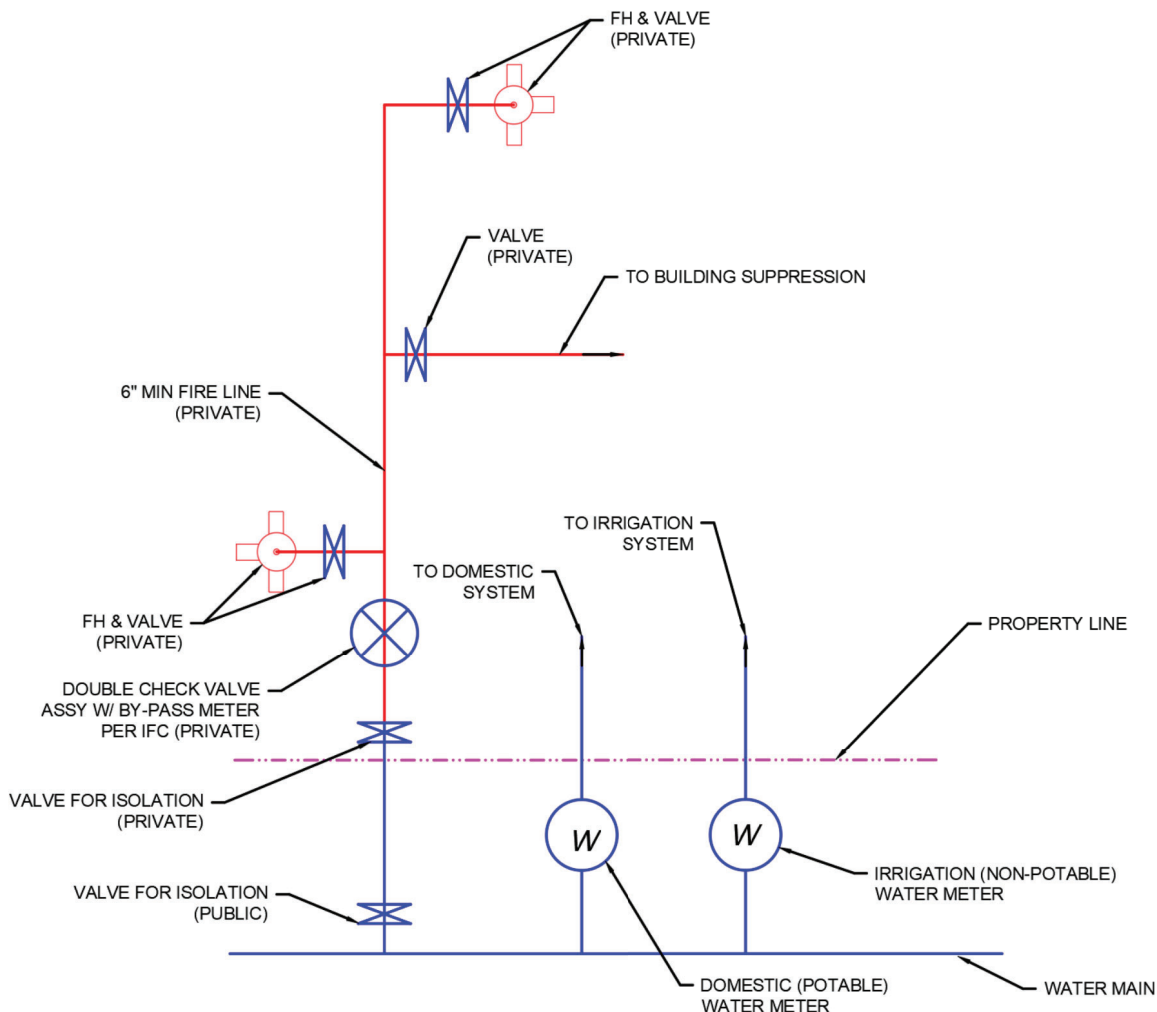 FH & VALVE
(PRIVATE)
VALVE
(PRIVATE)
TO BUILDING SUPPRESSION
6" MIN FIRE LINE
(PRIVATE)
TO IRRIGATION
SYSTEM
TO DOMESTIC
SYSTEM
FH & VALVE
(PRIVATE)
PROPERTY LINE
DOUBLE CHECK VALVE
ASSY W/ BY-PASS METER
PER IFC (PRIVATE)
VALVE FOR ISOLATION
(PRIVATE)
W
W
IRRIGATION (NON-POTABLE)
WATER METER
VALVE FOR ISOLATION
(PUBLIC)
DOMESTIC (POTABLE)
WATER METER
WATER MAIN